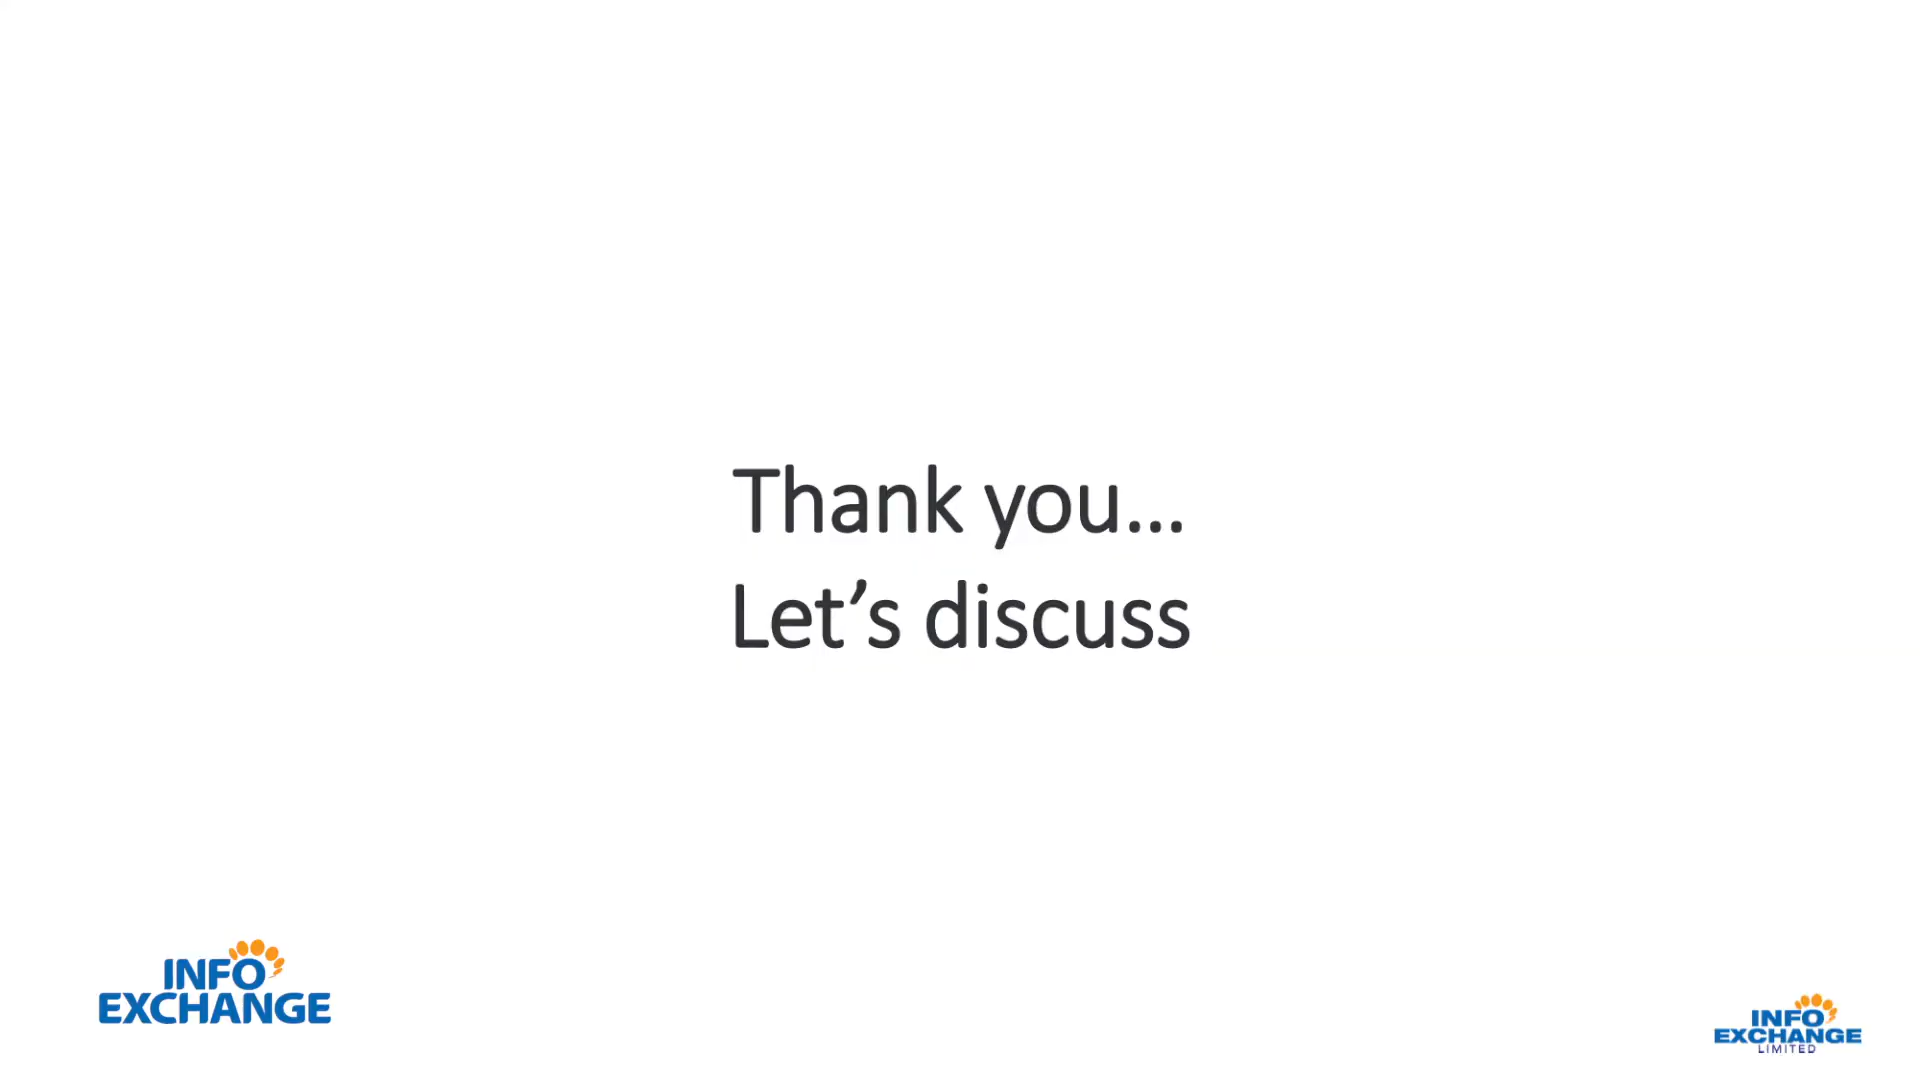 Thank you...
Let’s discuss
INFO
EXCHANGE
INFO
EXCHANGE
LIMITED